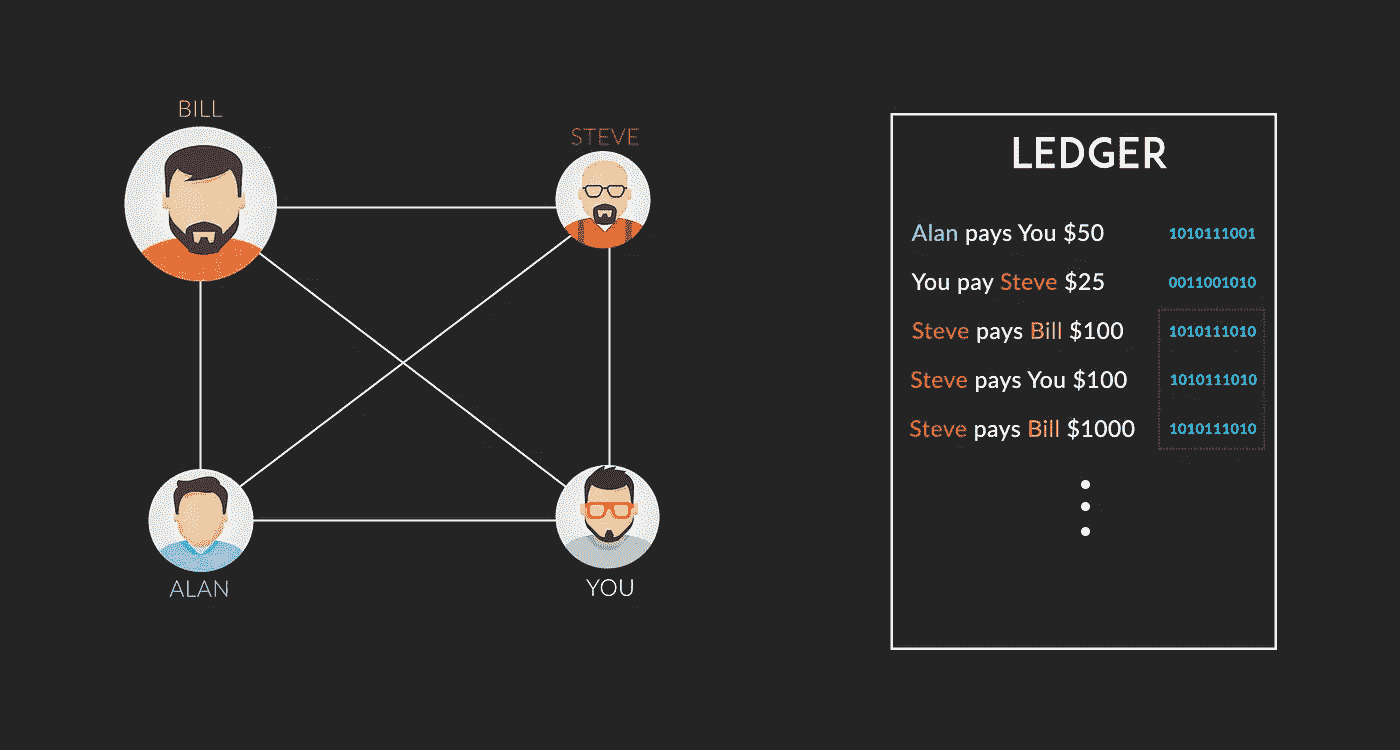 BILL
STEVE
ALAN
YOU
LEDGER
Alan pays You $50 1010111001
You pay Steve $25 0011001010
Steve pays Bill $100 1010111010
Steve pays You $100 1010111010
Steve pays Bill $1000 1010111010